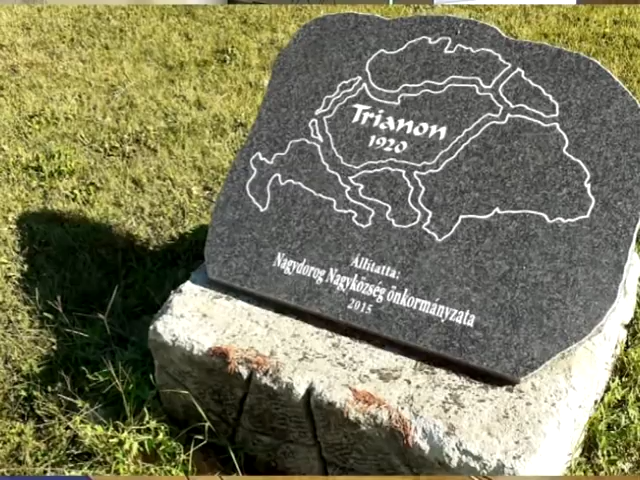 Trianon
1920
Állíttatta:
Nagydorog Nagyközség önkormányzata
2015